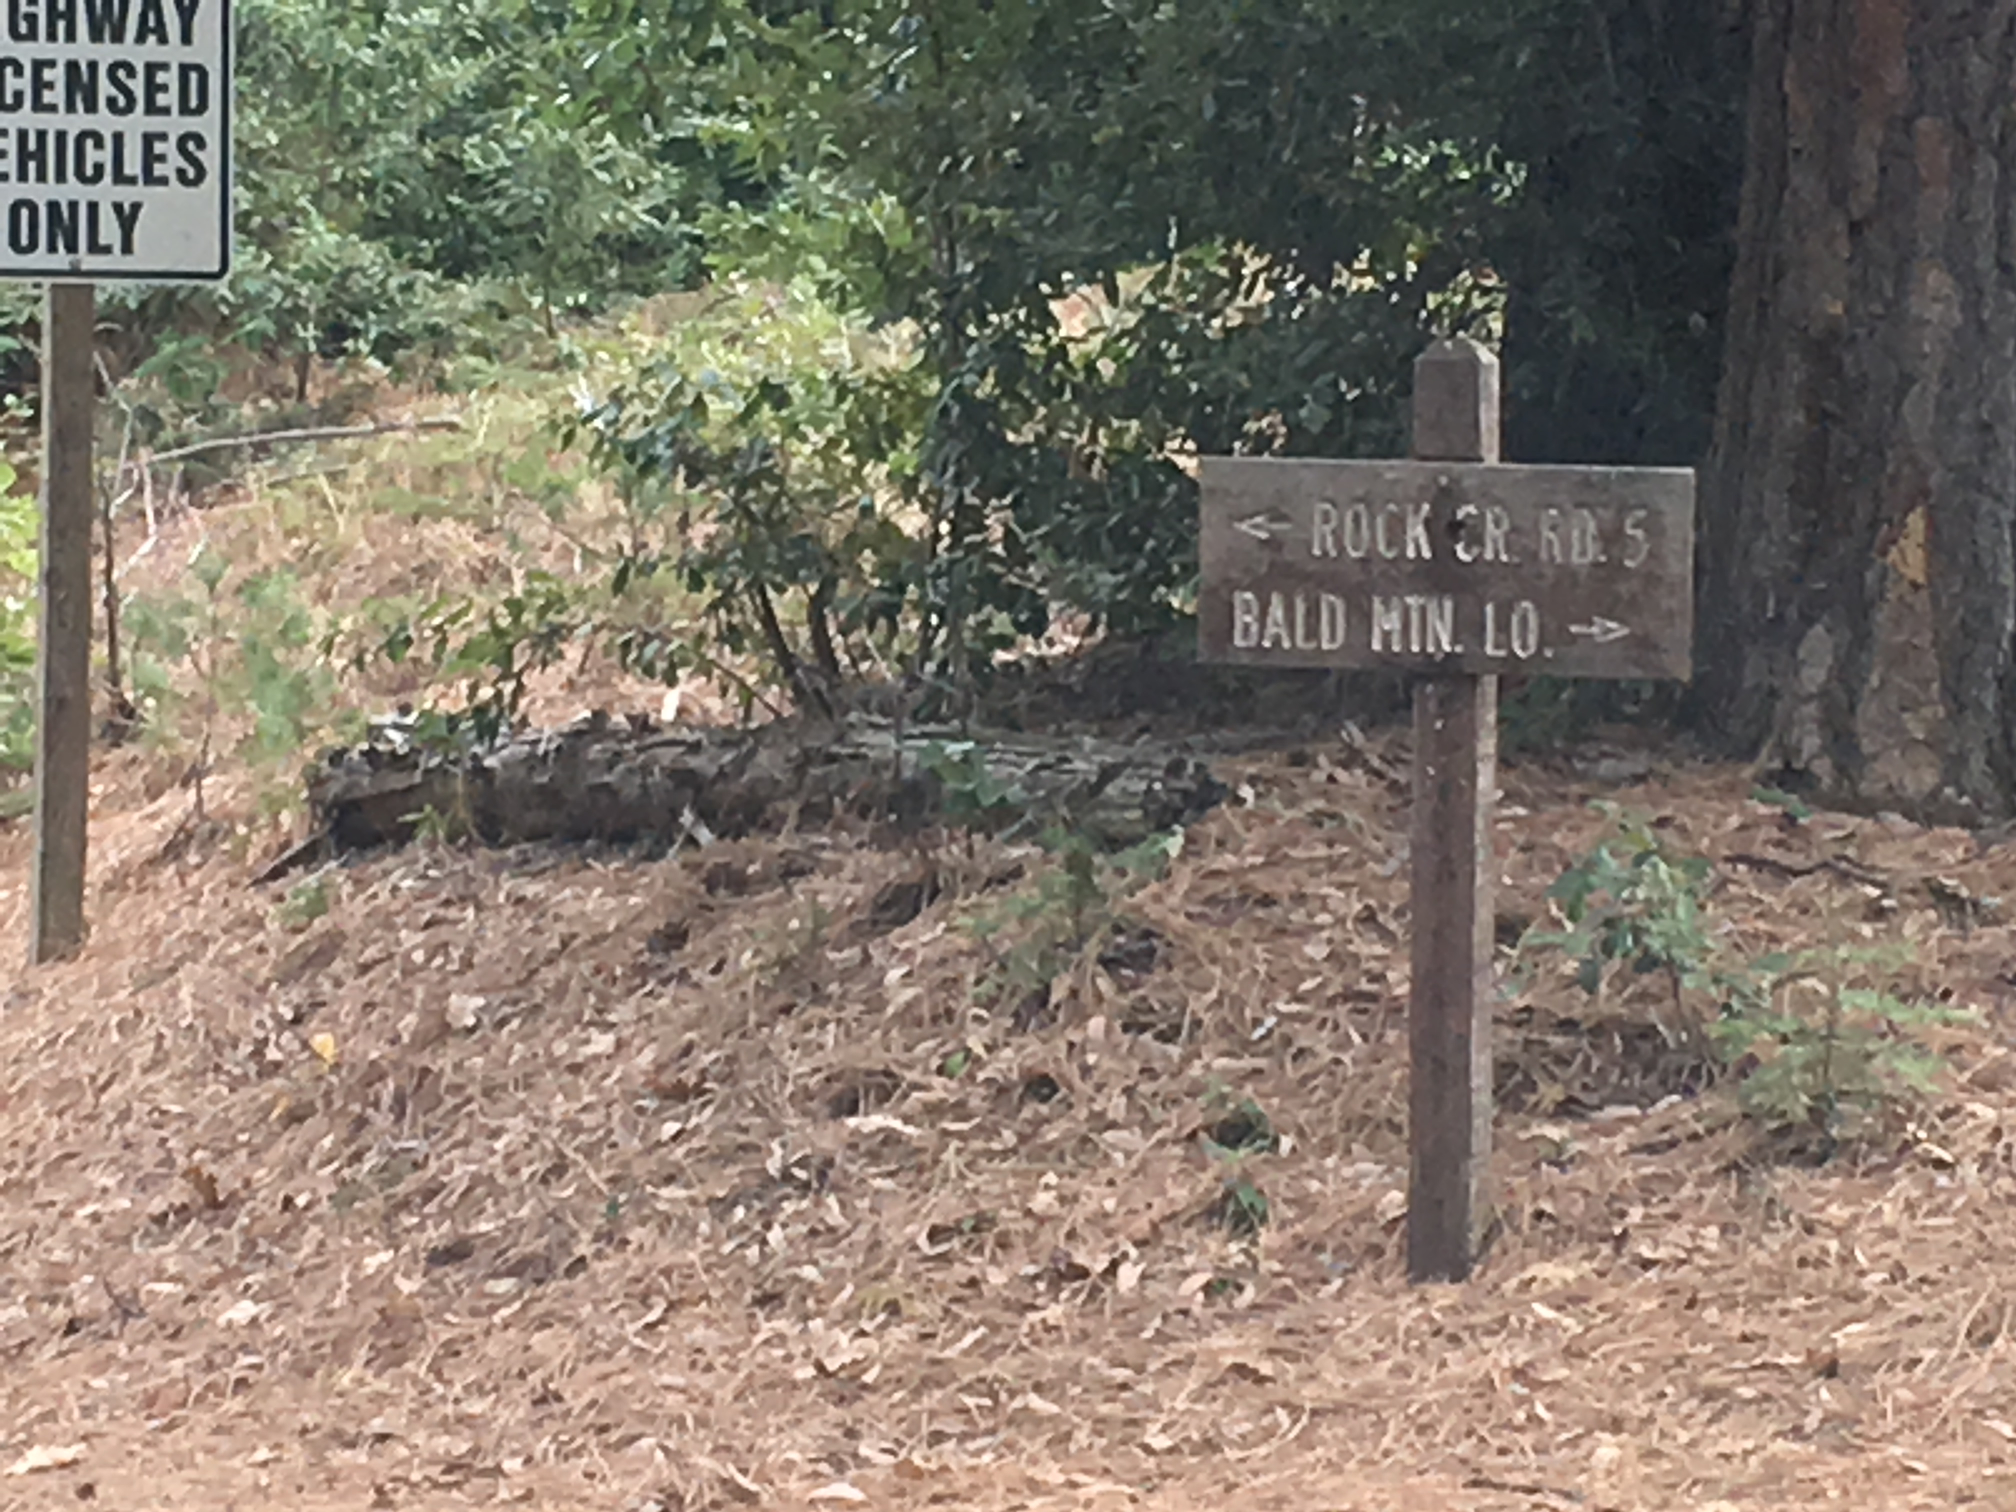 GHWAY
CENSED
EHICLES
ONLY
← ROCK CR. RD. 5
BALD MTN. LO. →